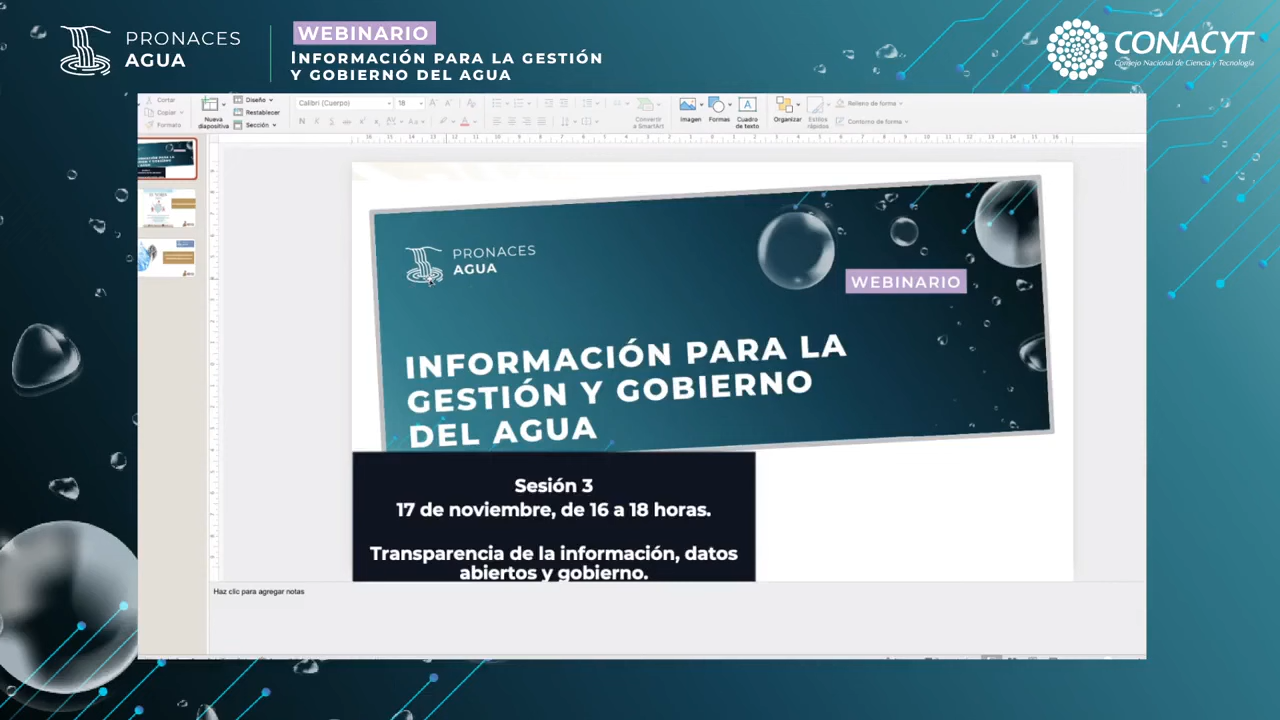 PRONACES
AGUA
WEBINARIO
INFORMACIÓN PARA LA GESTIÓN
Y GOBIERNO DEL AGUA
CONACYT
Consejo Nacional de Ciencia y Tecnología
Cortar
Copiar
Formato
Nueva
diapositiva
Diseño
Restablecer
Sección
Calibri (Cuerpo)
18
Convertir
a SmartArt
Imagen
Formas
Cuadro
de texto
Organizar
Estilos
rápidos
Relleno de forma
Contorno de forma
PRONACES
AGUA
WEBINARIO
INFORMACIÓN PARA LA
GESTIÓN Y GOBIERNO
DEL AGUA
Sesión 3
17 de noviembre, de 16 a 18 horas.
Transparencia de la información, datos
abiertos y gobierno.
Haz clic para agregar notas